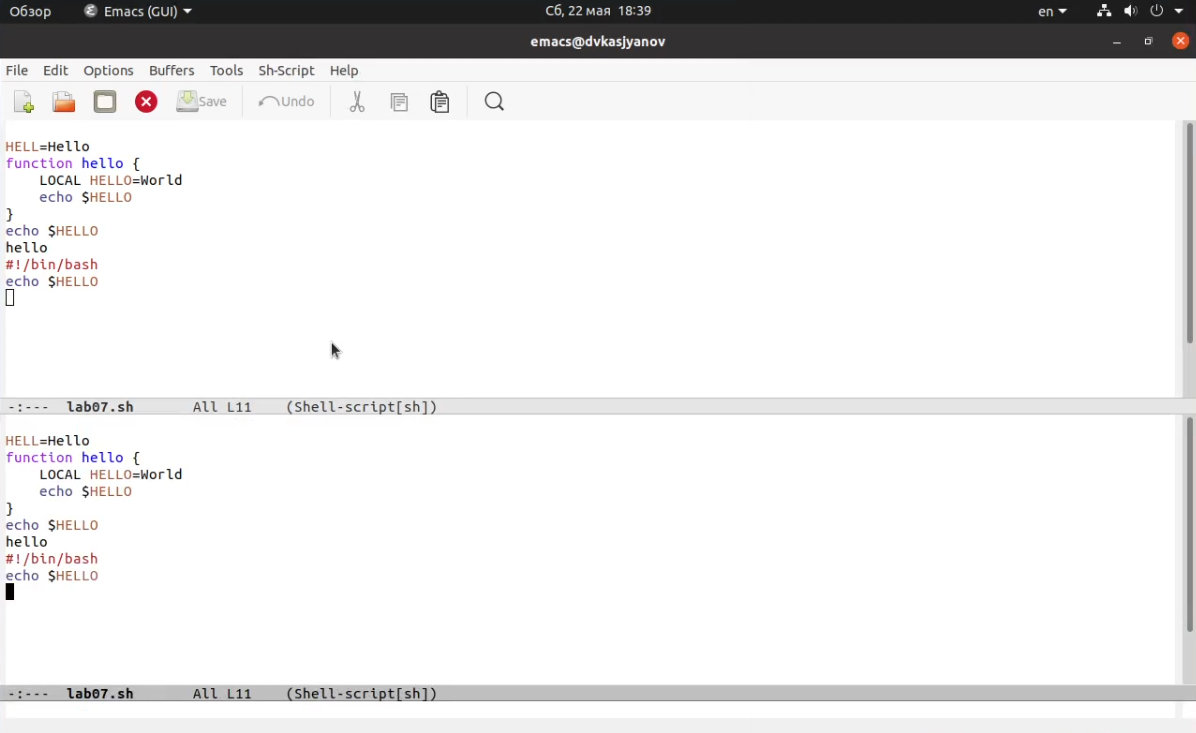 Обзор Emacs (GUI) Сб, 22 мая 18:39 en
emacs@dvkasjyanov
File Edit Options Buffers Tools Sh-Script Help
Save Undo
HELL=Hello
function hello {
LOCAL HELLO=World
echo $HELLO
}
echo $HELLO
hello
#!/bin/bash
echo $HELLO
-:--- lab07.sh All L11 (Shell-script[sh])
HELL=Hello
function hello {
LOCAL HELLO=World
echo $HELLO
}
echo $HELLO
hello
#!/bin/bash
echo $HELLO
-:--- lab07.sh All L11 (Shell-script[sh])